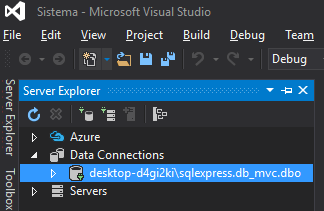 Sistema - Microsoft Visual Studio
File Edit View Project Build Debug Team
Debug
Server Explorer
Toolbox
Server Explorer
Azure
Data Connections
desktop-d4gi2ki\sqlexpress.db_mvc.dbo
Servers